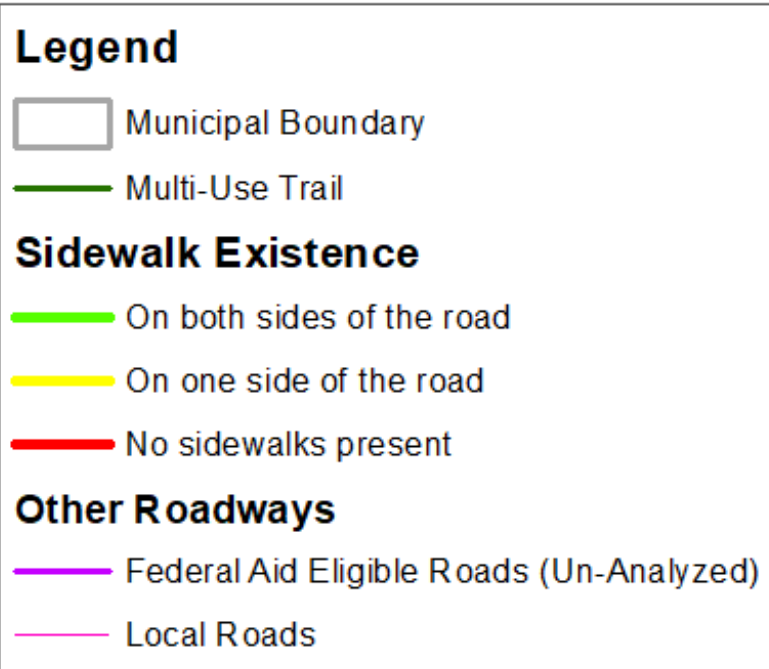 Legend
Municipal Boundary
Multi-Use Trail
Sidewalk Existence
On both sides of the road
On one side of the road
No sidewalks present
Other Roadways
Federal Aid Eligible Roads (Un-Analyzed)
Local Roads